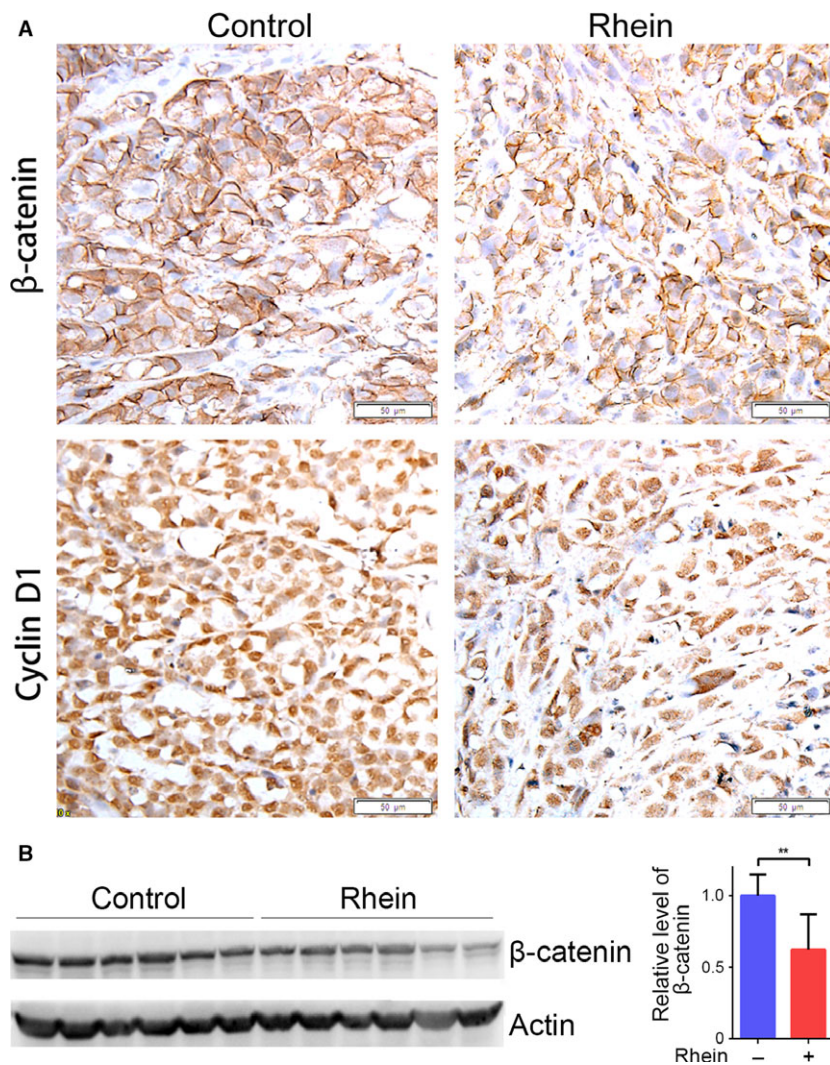 A
Control
Rhein
β-catenin
50 μm
50 μm
Cyclin D1
50 μm
50 μm
B
Control
Rhein
β-catenin
Actin
**
Relative level of
β-catenin
1.0
0.5
0
Rhein
– +